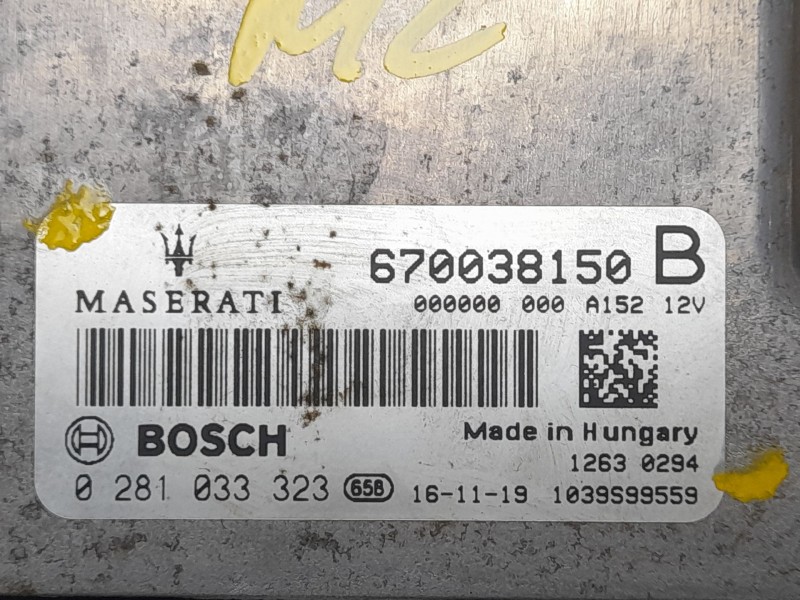 MC
670038150 B
MASERATI
000000 000 A152 12V
BOSCH
Made in Hungary
1263 0294
0 281 033 323 65B 16-11-19 1039S99559